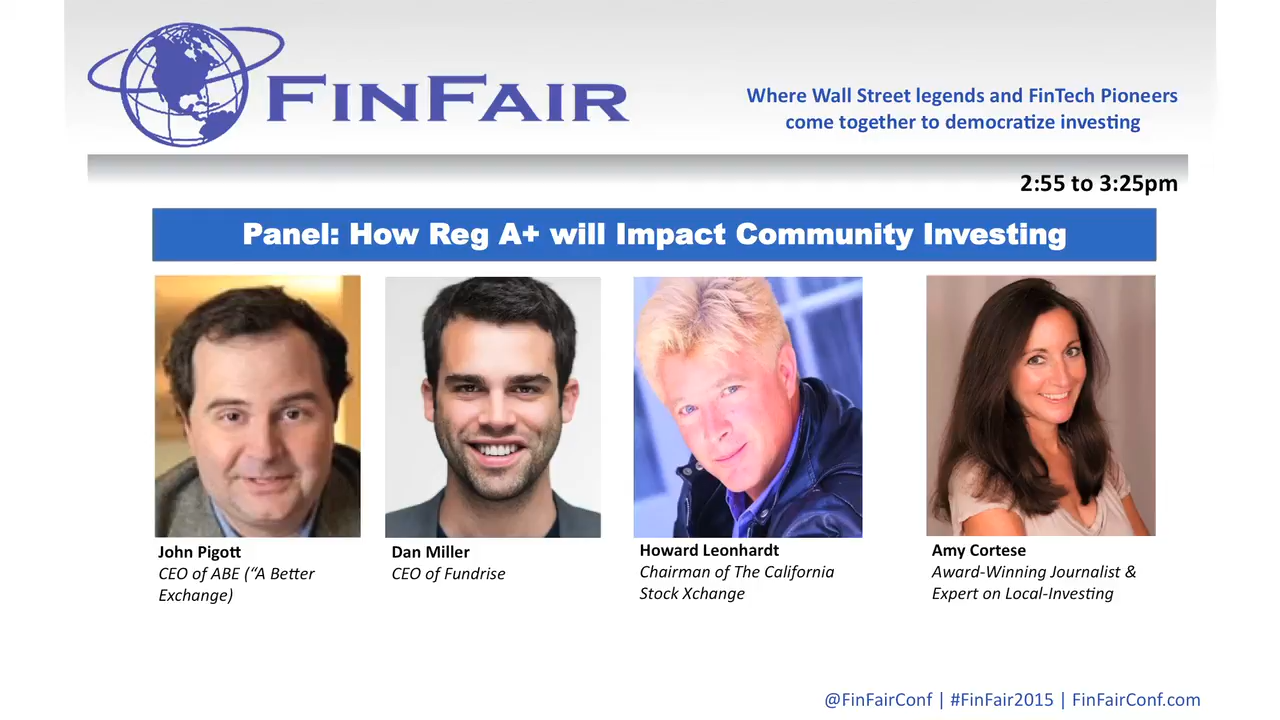 FINFAIR
Where Wall Street legends and FinTech Pioneers
come together to democratize investing
2:55 to 3:25pm
Panel: How Reg A+ will Impact Community Investing
John Pigott
CEO of ABE (“A Better
Exchange)
Dan Miller
CEO of Fundrise
Howard Leonhardt
Chairman of The California
Stock Xchange
Amy Cortese
Award-Winning Journalist &
Expert on Local-Investing
@FinFairConf | #FinFair2015 | FinFairConf.com